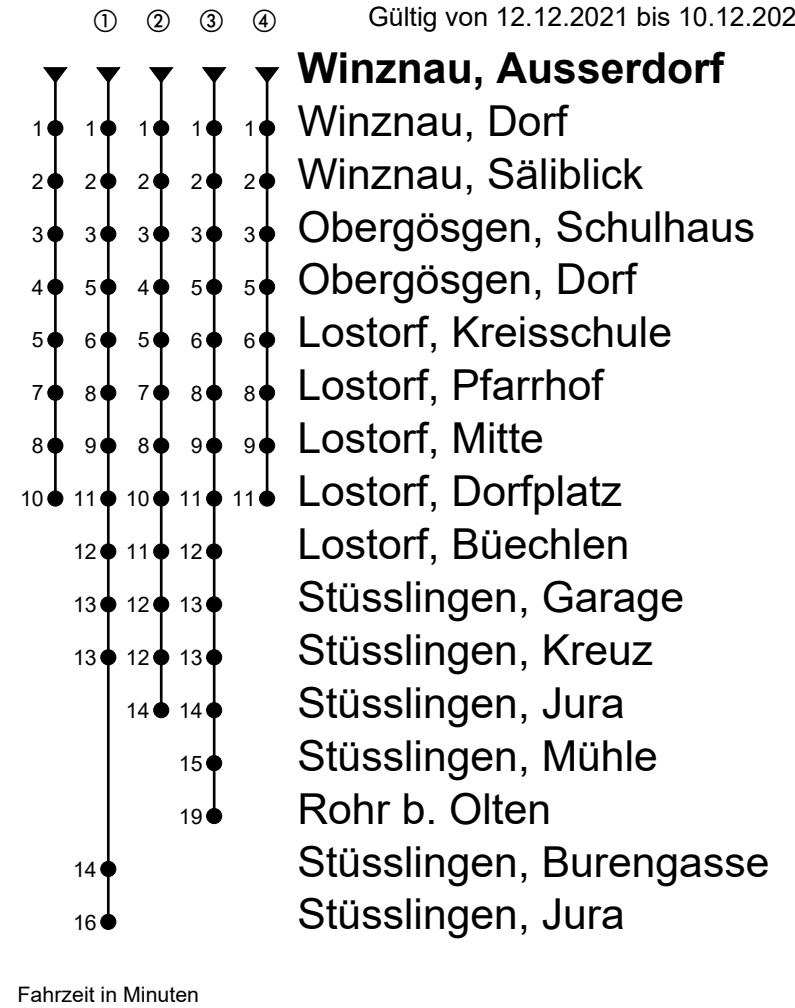 ① ② ③ ④ Gültig von 12.12.2021 bis 10.12.202
Winznau, Ausserdorf
1 1 1 1 1 Winznau, Dorf
2 2 2 2 2 Winznau, Säliblick
3 3 3 3 3 Obergösgen, Schulhaus
4 5 4 5 5 Obergösgen, Dorf
5 6 5 6 6 Lostorf, Kreisschule
7 8 7 8 8 Lostorf, Pfarrhof
8 9 8 9 9 Lostorf, Mitte
10 11 10 11 11 Lostorf, Dorfplatz
12 11 12 Lostorf, Büechlen
13 12 13 Stüsslingen, Garage
13 12 13 Stüsslingen, Kreuz
14 14 Stüsslingen, Jura
15 Stüsslingen, Mühle
19 Rohr b. Olten
14 Stüsslingen, Burengasse
16 Stüsslingen, Jura
Fahrzeit in Minuten